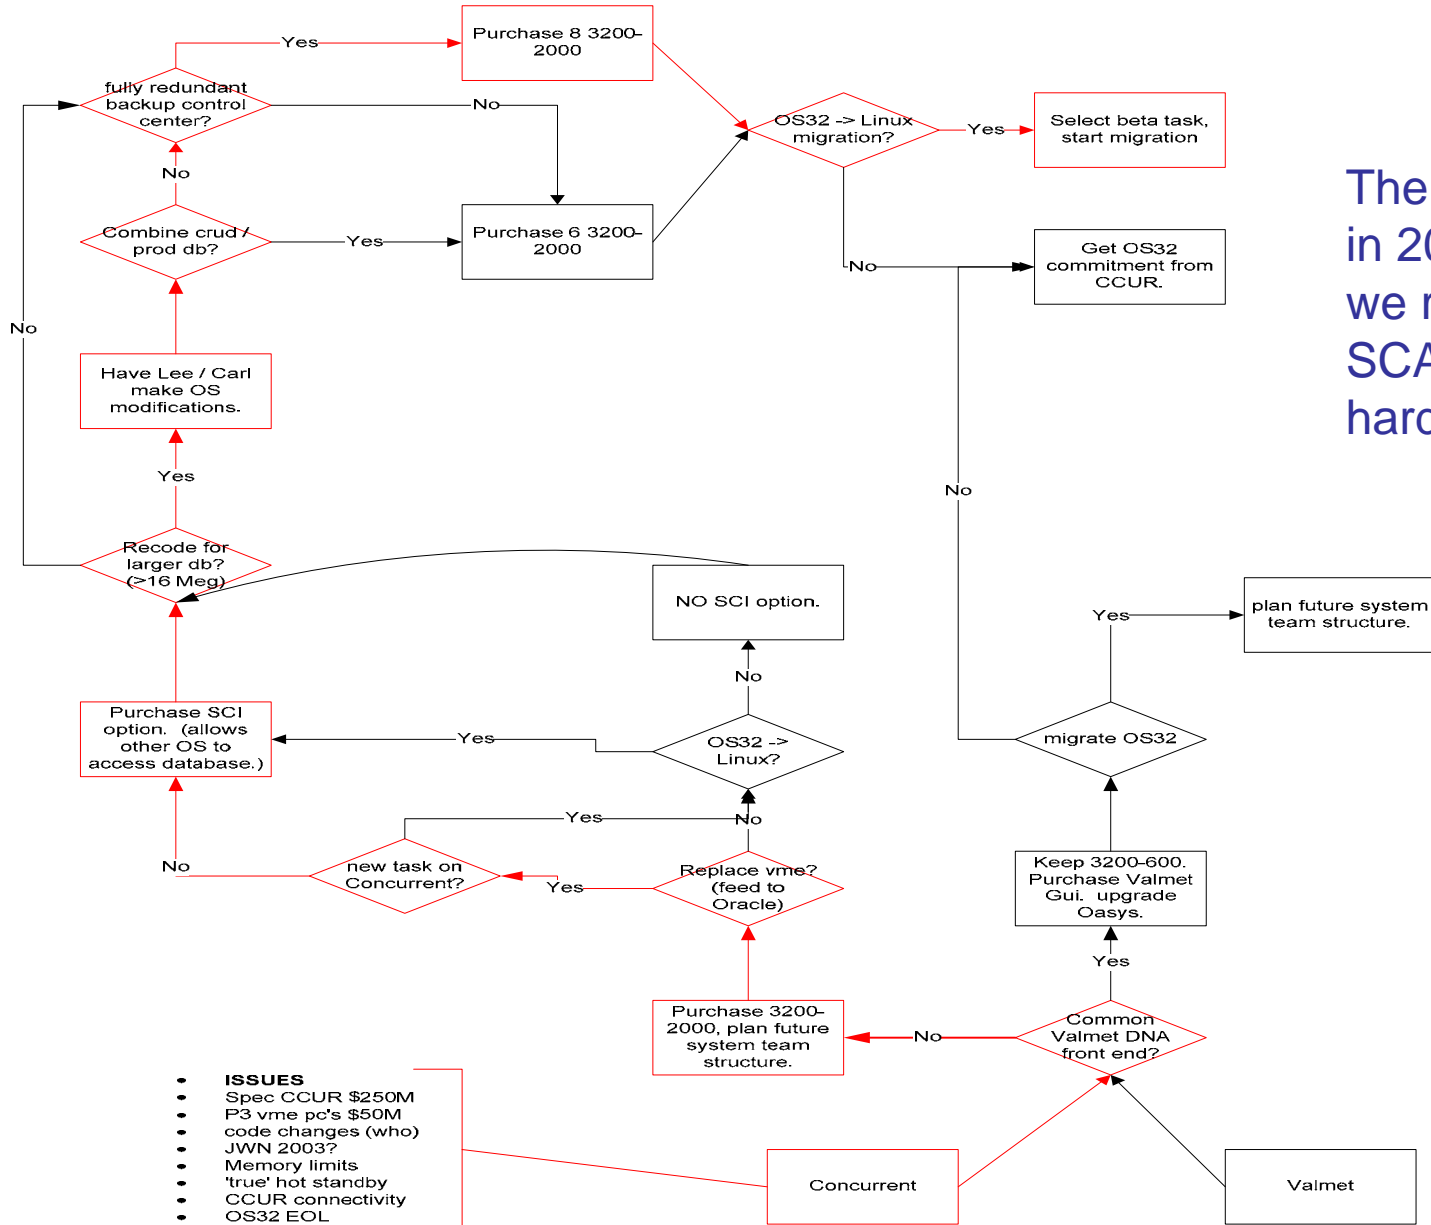 Yes
Purchase 8 3200-
2000
fully redundant
backup control
center?
No
OS32 -> Linux
migration?
Yes
Select beta task,
start migration
The
in 20
we
SCA
hard
No
Combine crud /
prod db?
Yes
Purchase 6 3200-
2000
No
Get OS32
commitment from
CCUR.
No
Have Lee / Carl
make OS
modifications.
Yes
No
Recode for
larger db?
(>16 Meg)
NO SCI option.
Yes
plan future system
team structure.
No
Purchase SCI
option. (allows
other OS to
access database.)
Yes
OS32 ->
Linux?
migrate OS32
Yes
No
No
new task on
Concurrent?
Yes
Replace vme?
(feed to
Oracle)
Keep 3200-600.
Purchase Valmet
Gui. upgrade
Oasys.
Yes
Purchase 3200-
2000, plan future
system team
structure.
No
Common
Valmet DNA
front end?
• ISSUES
• Spec CCUR $250M
• P3 vme pc's $50M
• code changes (who)
• JWN 2003?
• Memory limits
• 'true' hot standby
• CCUR connectivity
• OS32 EOL
Concurrent
Valmet